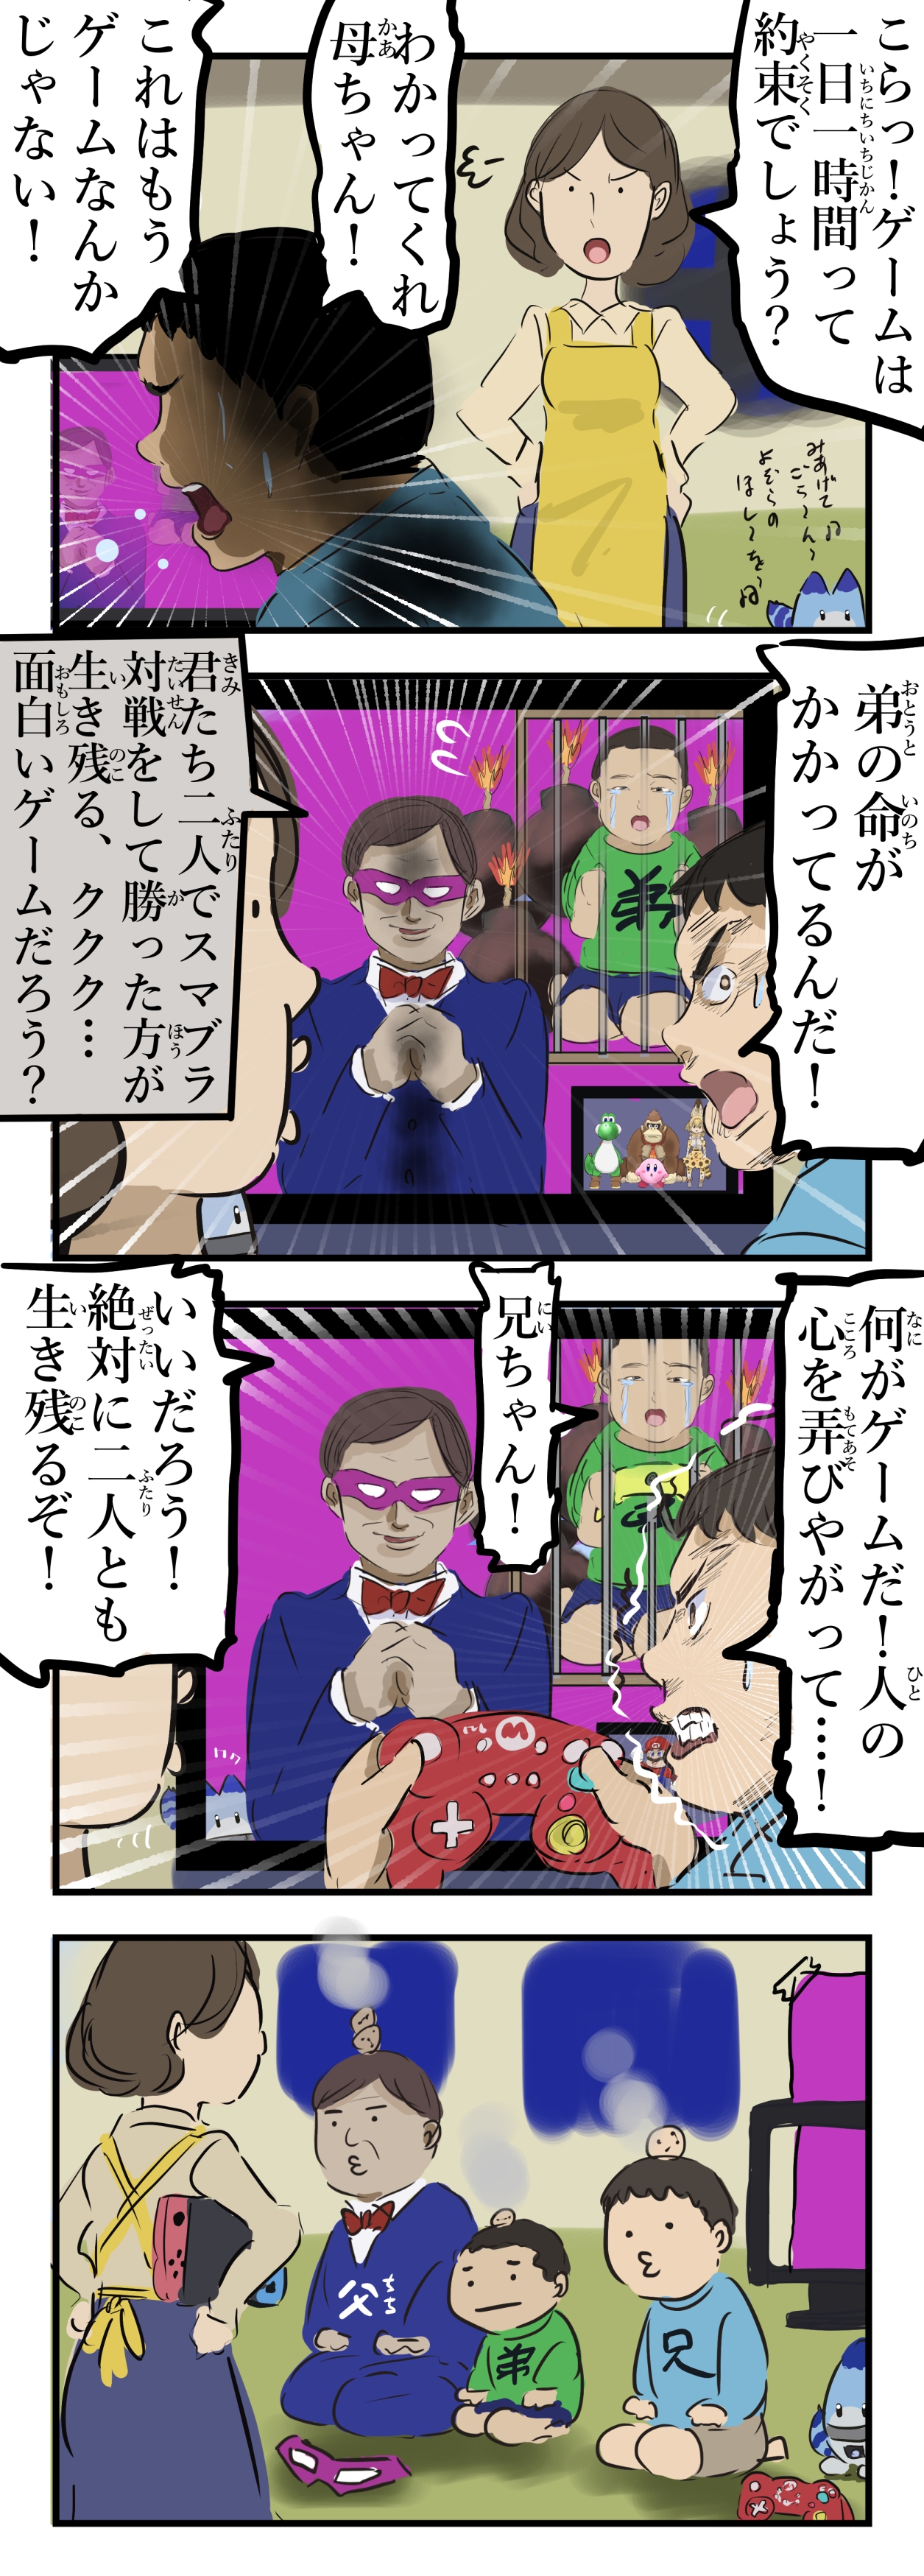 こらっ！ゲームは
一日一時間って
約束でしょう？
わかってくれ
母ちゃん！
これはもう
ゲームなんか
じゃない！
みあげて
ごら～ん～
よぞらの
ほし～を～
弟の命が
かかってるんだ！
君たち二人でスマブラ
対戦をして勝った方が
生き残る、ククク…
面白いゲームだろう？
弟
何がゲームだ！人の
心を弄びやがって……！
兄ちゃん！
いいだろう！
絶対に二人とも
生き残るぞ！
父
ちち
弟
兄